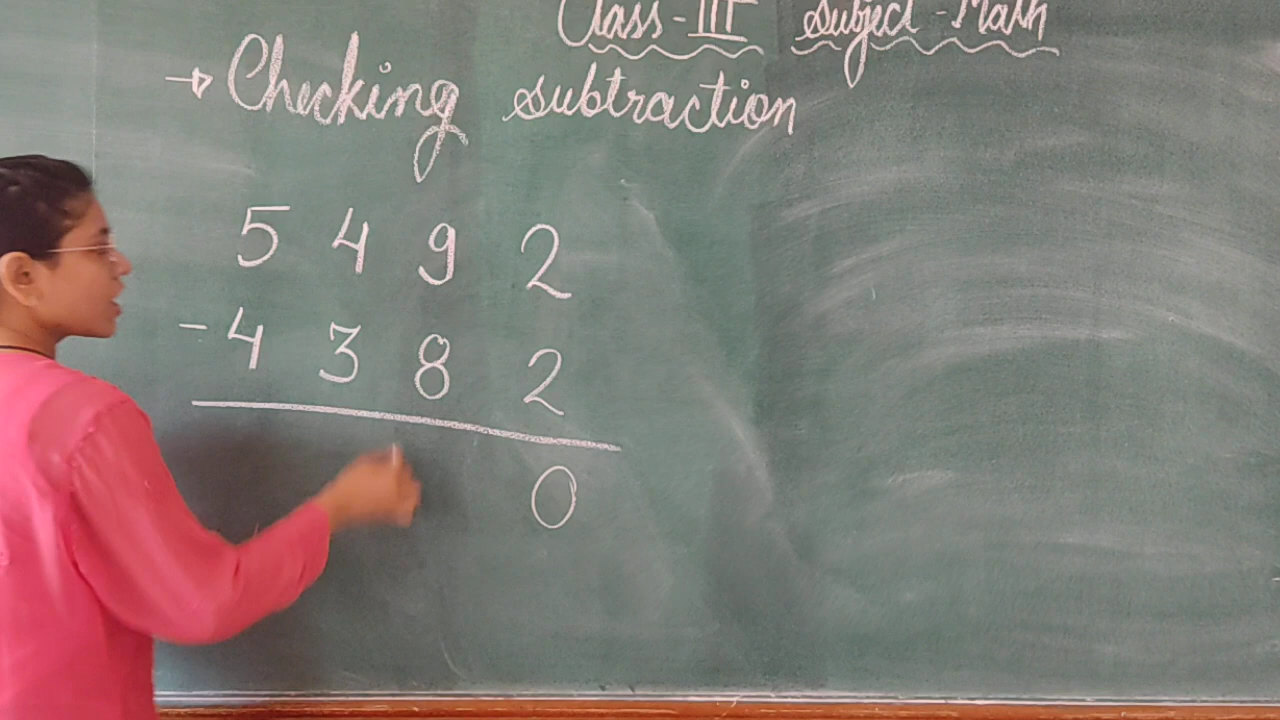 Class-III Subject-Math
→ Checking subtraction
5 4 9 2
- 4 3 8 2
0